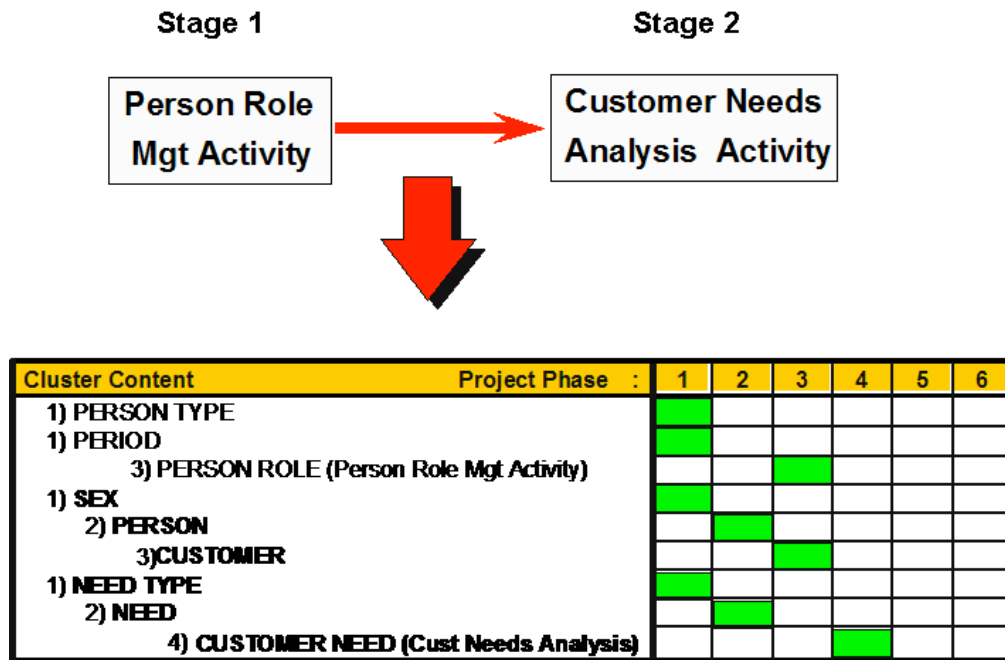 Stage 1
Stage 2
Person Role
Mgt Activity
Customer Needs
Analysis Activity
Cluster Content Project Phase : 1 2 3 4 5 6
1) PERSON TYPE
1) PERIOD
3) PERSON ROLE (Person Role Mgt Activity)
1) SEX
2) PERSON
3)CUSTOMER
1) NEED TYPE
2) NEED
4) CUSTOMER NEED (Cust Needs Analysis)